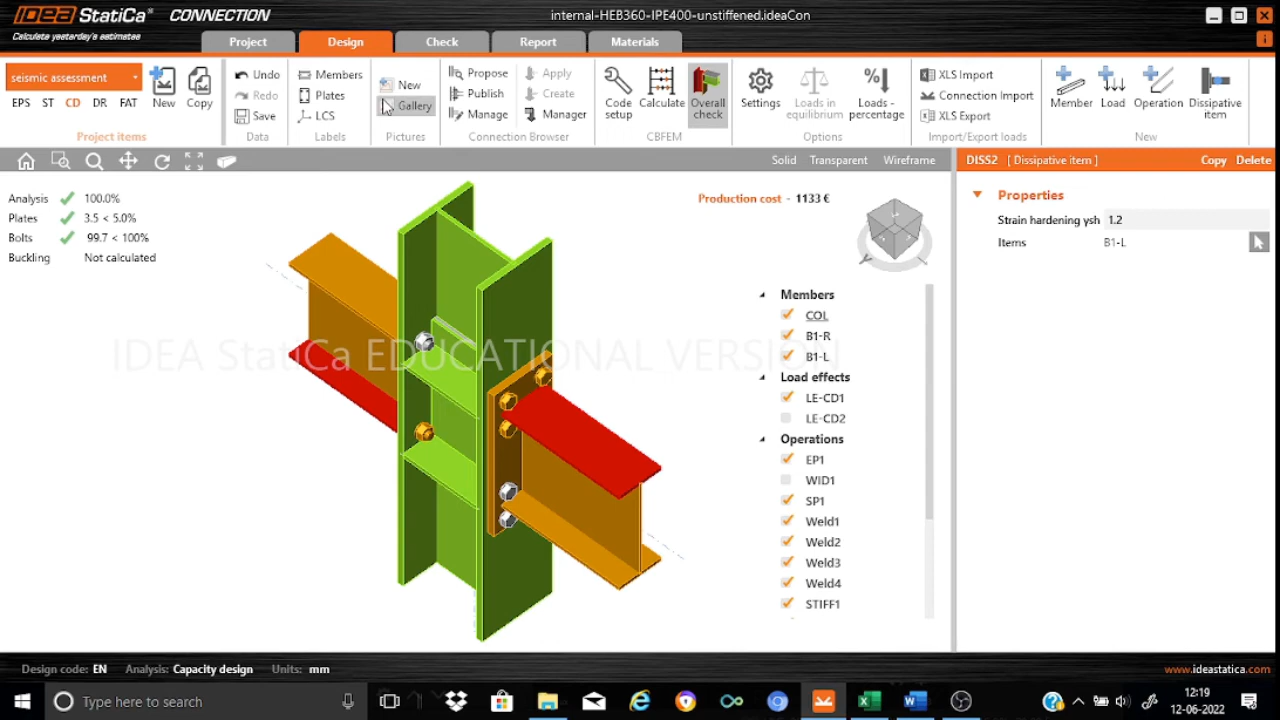 IDEA StatiCa® CONNECTION
Calculate yesterday's estimates
internal-HEB360-IPE400-unstiffened.ideaCon
Project Design Check Report Materials
seismic assessment
EPS ST CD DR FAT
New Copy
Project items
Undo
Redo
Save
Data
Members
Plates
LCS
Labels
New
Gallery
Pictures
Propose
Publish
Manage
Apply
Create
Manager
Connection Browser
Code setup
Calculate
Overall check
CBFEM
Settings
Loads in equilibrium
Loads - percentage
Options
XLS Import
Connection Import
XLS Export
Import/Export loads
Member
Load
Operation
Dissipative item
New
Solid Transparent Wireframe
DISS2 [ Dissipative item ] Copy Delete
Analysis 100.0%
Plates 3.5 < 5.0%
Bolts 99.7 < 100%
Buckling Not calculated
Production cost - 1133 €
Properties
Strain hardening γsh 1.2
Items B1-L
Members
COL
B1-R
B1-L
Load effects
LE-CD1
LE-CD2
Operations
EP1
WID1
SP1
Weld1
Weld2
Weld3
Weld4
STIFF1
IDEA StatiCa EDUCATIONAL VERSION
Design code: EN Analysis: Capacity design Units: mm
www.ideastatica.com
Type here to search
12:19
12-06-2022